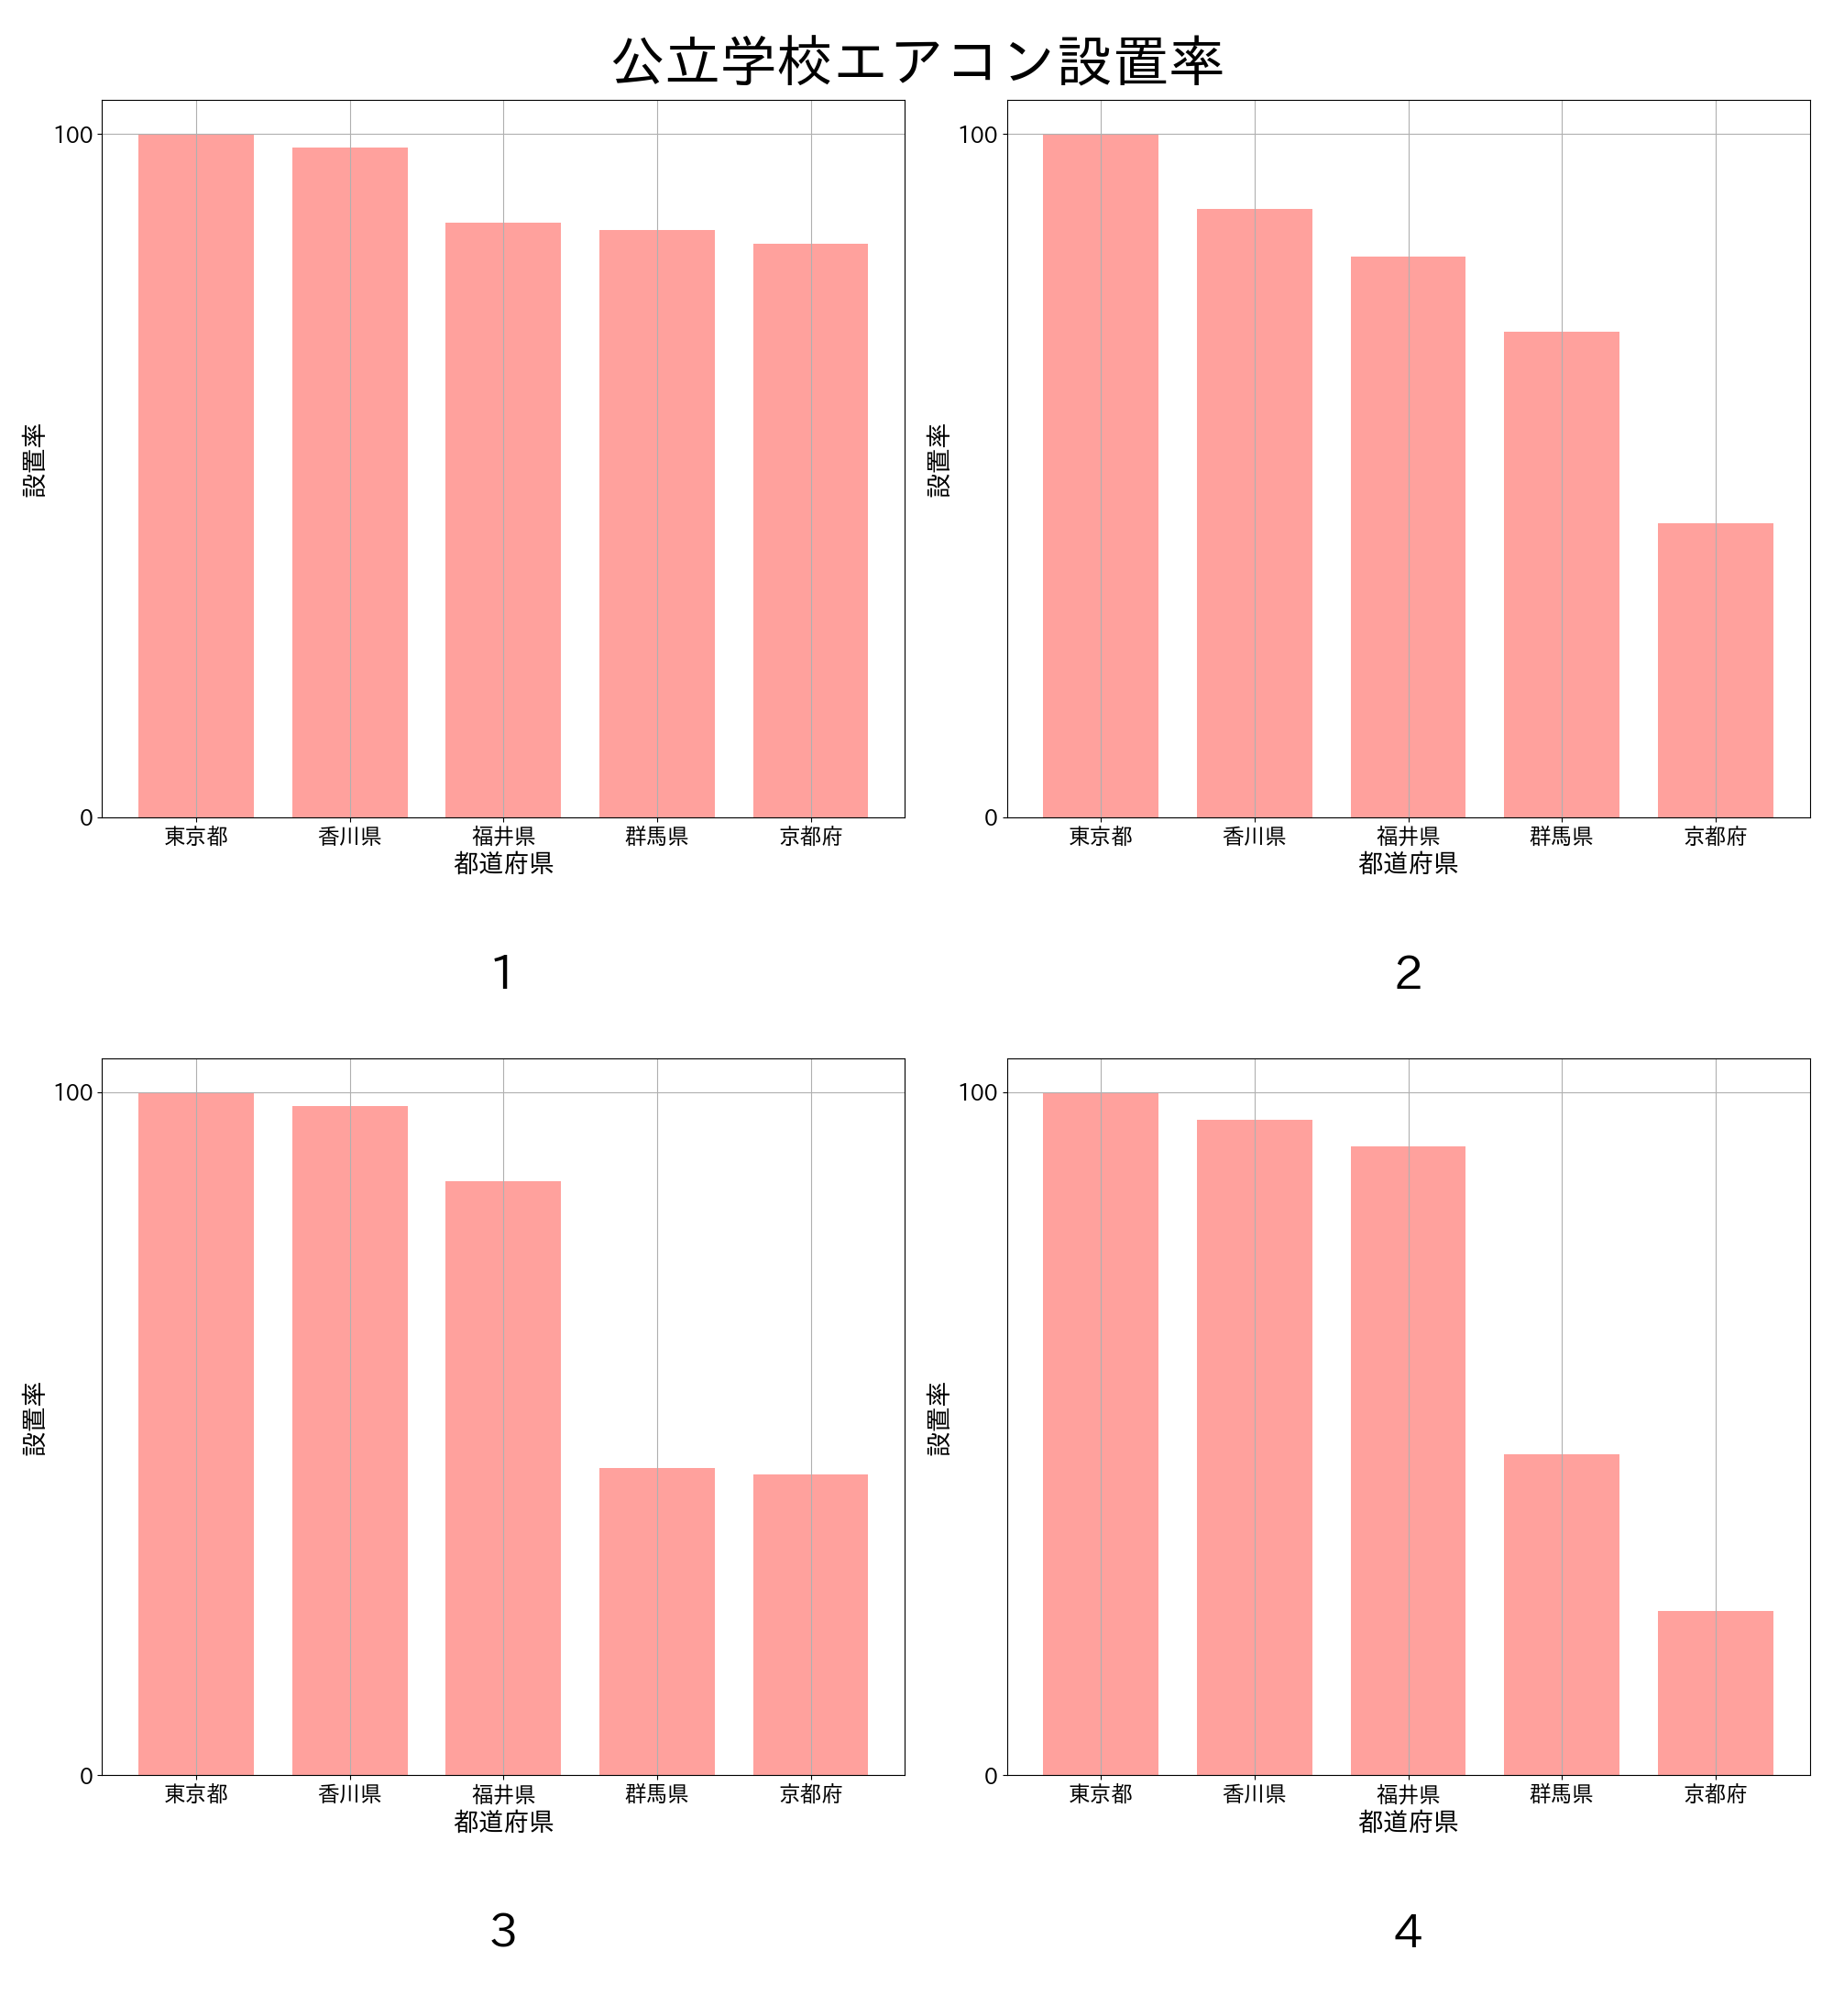 公立学校エアコン設置率
100
0
設置率
東京都 香川県 福井県 群馬県 京都府
都道府県
1
100
0
設置率
東京都 香川県 福井県 群馬県 京都府
都道府県
2
100
0
設置率
東京都 香川県 福井県 群馬県 京都府
都道府県
3
100
0
設置率
東京都 香川県 福井県 群馬県 京都府
都道府県
4